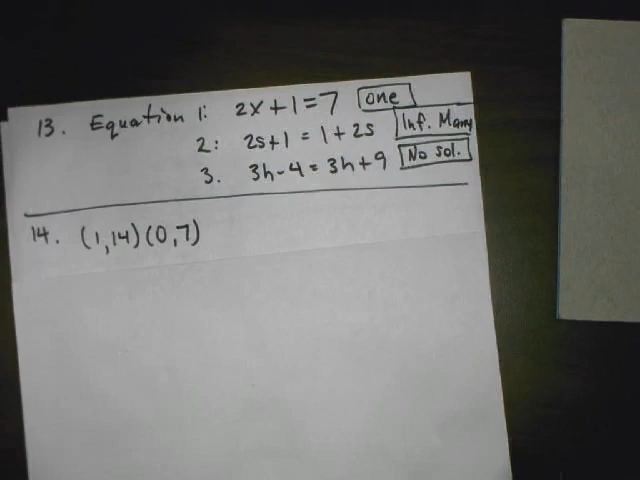 13. Equation 1: 2x+1=7 one
2: 2s+1 = 1+2s Inf. Many
3. 3h-4=3h+9 No sol.
14. (1,14)(0,7)